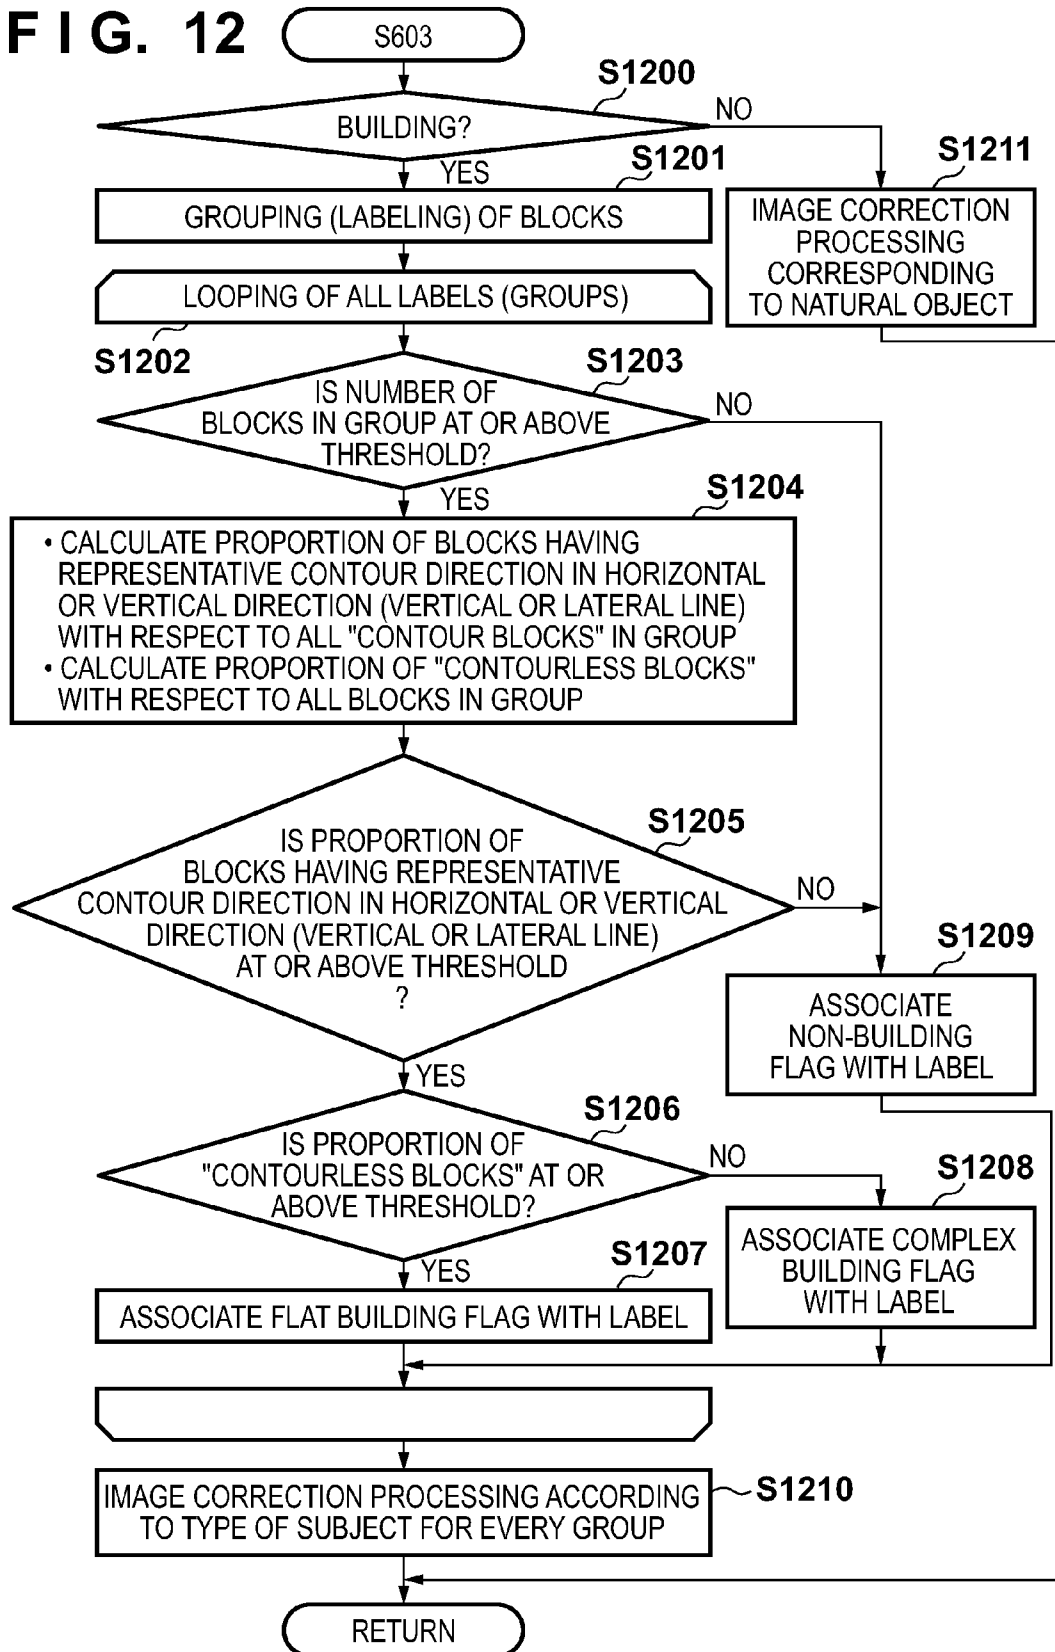 FIG. 12
S603
S1200
BUILDING?
NO
YES
S1201
GROUPING (LABELING) OF BLOCKS
S1211
IMAGE CORRECTION
PROCESSING
CORRESPONDING
TO NATURAL OBJECT
LOOPING OF ALL LABELS (GROUPS)
S1202
S1203
IS NUMBER OF
BLOCKS IN GROUP AT OR ABOVE
THRESHOLD?
NO
YES
S1204
• CALCULATE PROPORTION OF BLOCKS HAVING
REPRESENTATIVE CONTOUR DIRECTION IN HORIZONTAL
OR VERTICAL DIRECTION (VERTICAL OR LATERAL LINE)
WITH RESPECT TO ALL "CONTOUR BLOCKS" IN GROUP
• CALCULATE PROPORTION OF "CONTOURLESS BLOCKS"
WITH RESPECT TO ALL BLOCKS IN GROUP
S1205
IS PROPORTION OF
BLOCKS HAVING REPRESENTATIVE
CONTOUR DIRECTION IN HORIZONTAL OR VERTICAL
DIRECTION (VERTICAL OR LATERAL LINE)
AT OR ABOVE THRESHOLD
?
NO
YES
S1209
ASSOCIATE
NON-BUILDING
FLAG WITH LABEL
S1206
IS PROPORTION OF
"CONTOURLESS BLOCKS" AT OR
ABOVE THRESHOLD?
NO
YES
S1208
ASSOCIATE COMPLEX
BUILDING FLAG
WITH LABEL
S1207
ASSOCIATE FLAT BUILDING FLAG WITH LABEL
S1210
IMAGE CORRECTION PROCESSING ACCORDING
TO TYPE OF SUBJECT FOR EVERY GROUP
RETURN